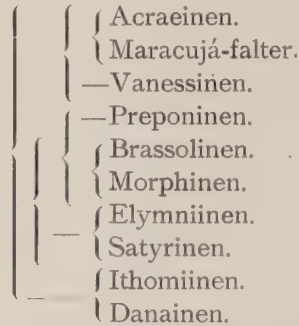 Acraeinen.
Maracujá-falter.
—Vanessinen.
—Preponinen.
Brassolinen.
Morphinen.
Elymniinen.
Satyrinen.
Ithomiinen.
Danainen.